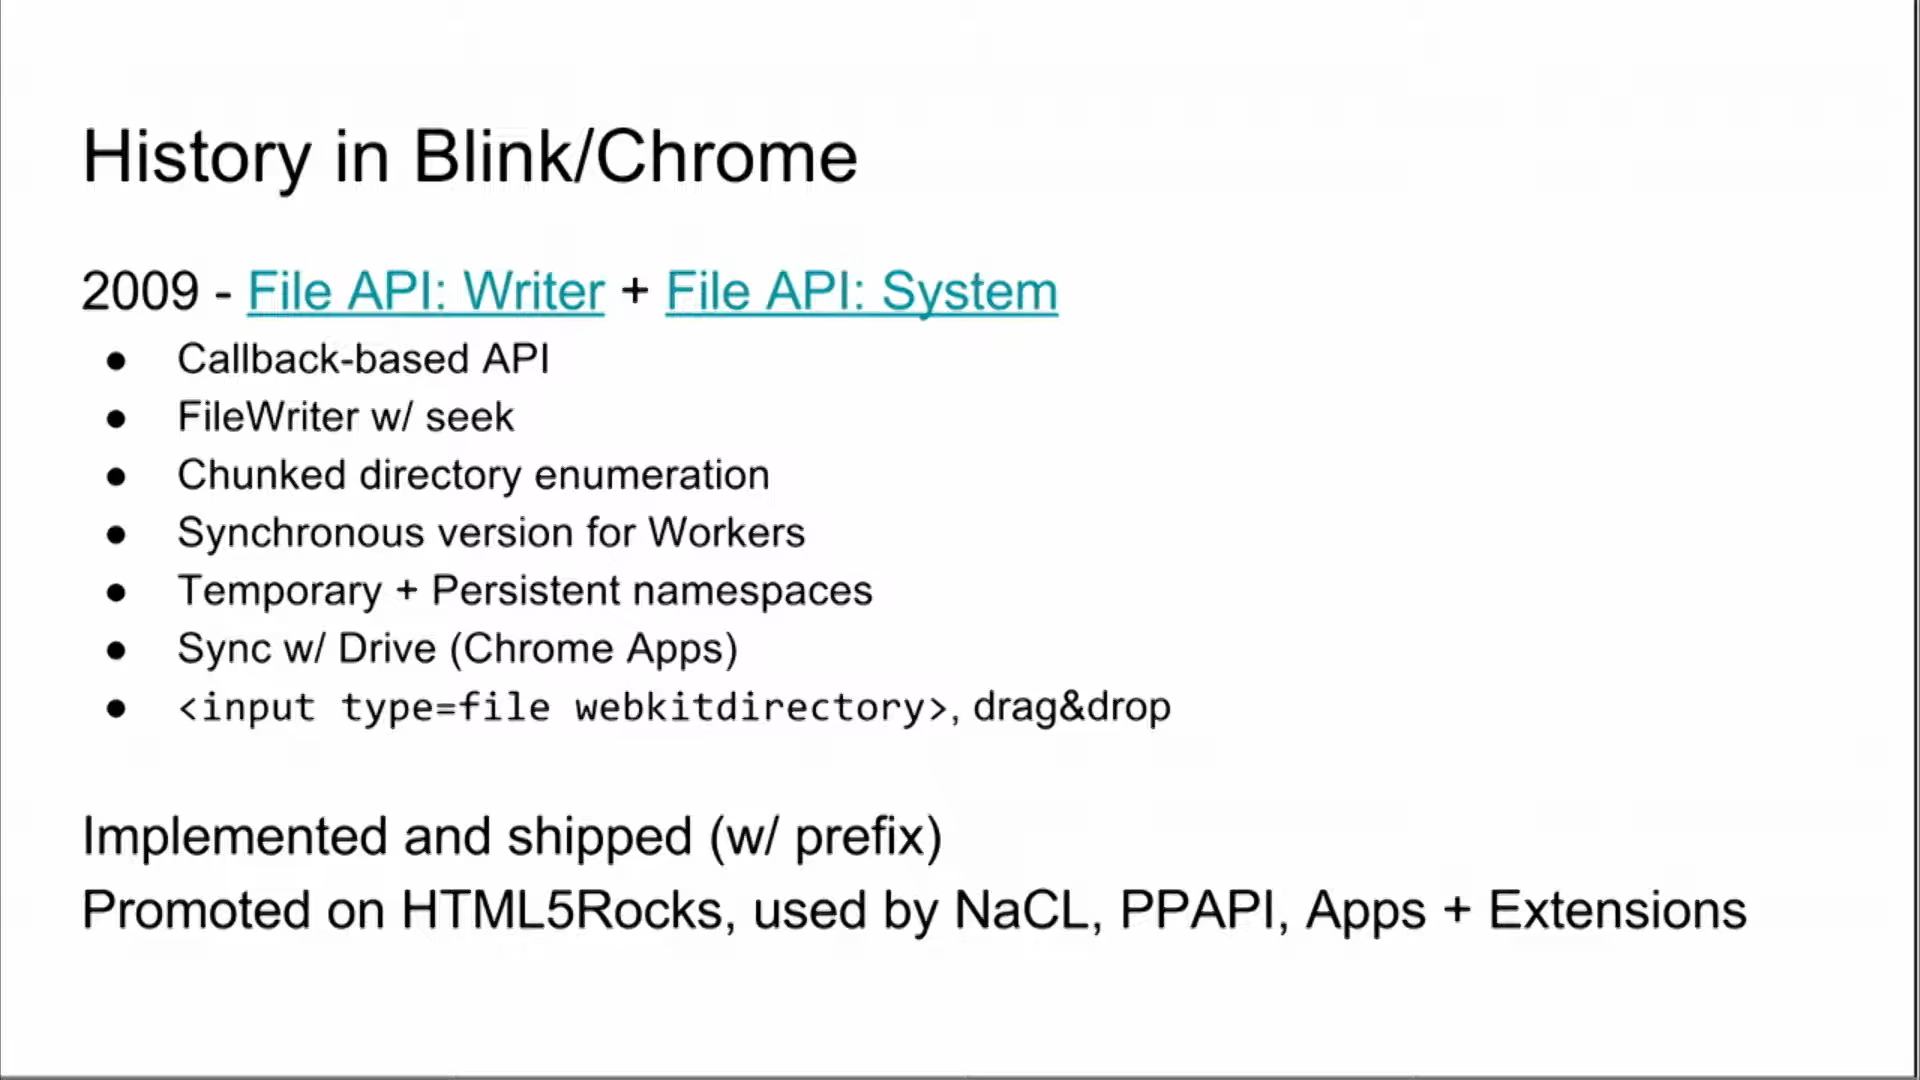 History in Blink/Chrome
2009 - File API: Writer + File API: System
● Callback-based API
● FileWriter w/ seek
● Chunked directory enumeration
● Synchronous version for Workers
● Temporary + Persistent namespaces
● Sync w/ Drive (Chrome Apps)
● <input type=file webkitdirectory>, drag&drop
Implemented and shipped (w/ prefix)
Promoted on HTML5Rocks, used by NaCL, PPAPI, Apps + Extensions